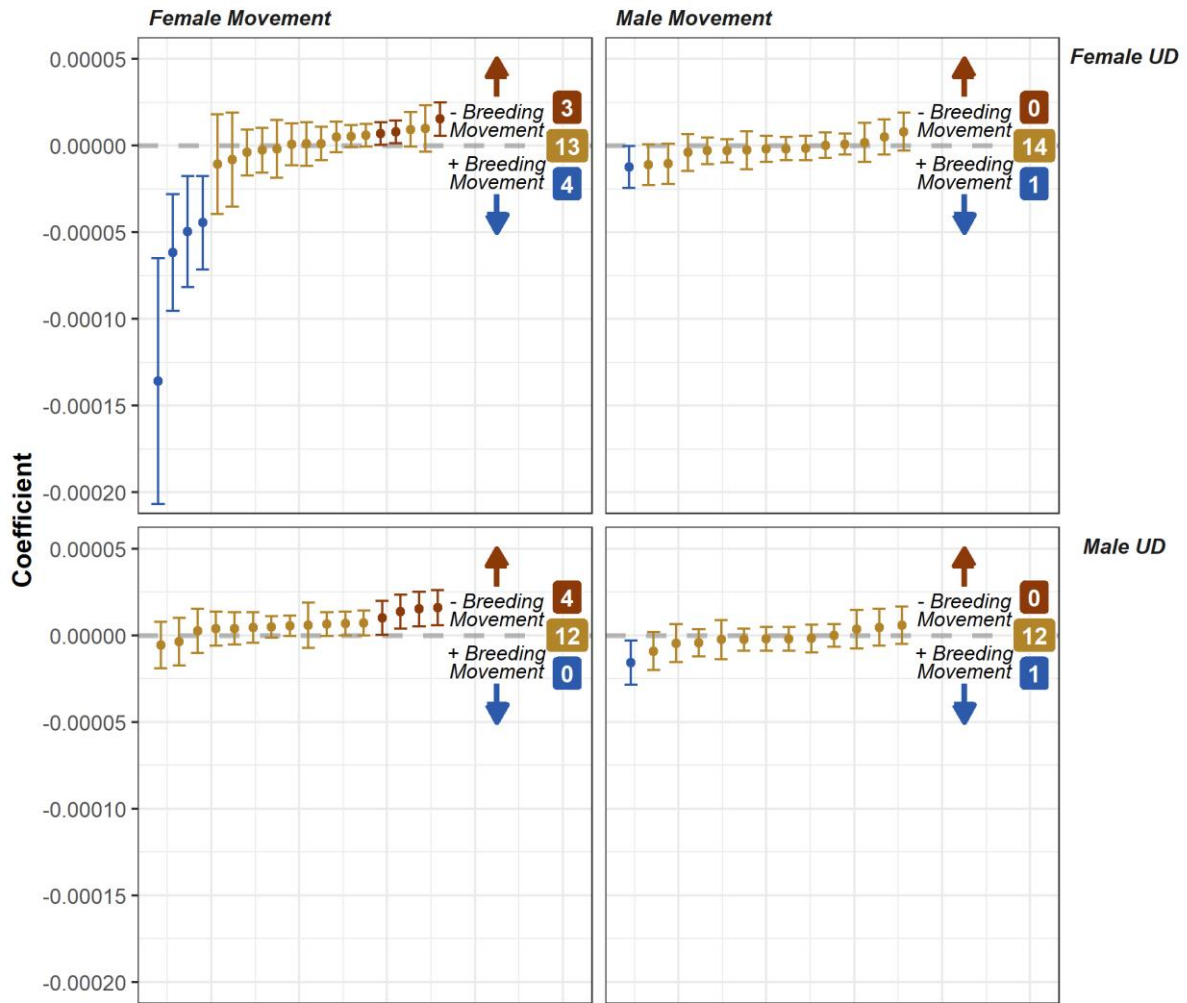 Female Movement
Male Movement
Female UD
Male UD
Coefficient
0.00005
0.00000
-0.00005
-0.00010
-0.00015
-0.00020
- Breeding
Movement
+ Breeding
Movement
3
13
4
- Breeding
Movement
+ Breeding
Movement
0
14
1
0.00005
0.00000
-0.00005
-0.00010
-0.00015
-0.00020
- Breeding
Movement
+ Breeding
Movement
4
12
0
- Breeding
Movement
+ Breeding
Movement
0
12
1